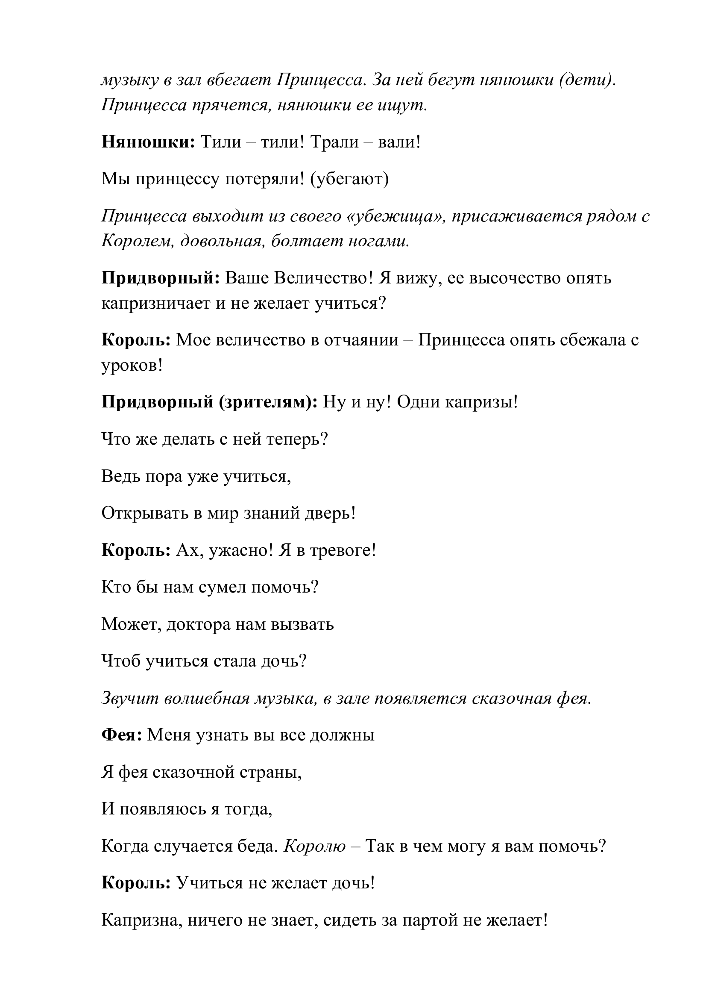 музыку в зал вбегает Принцесса. За ней бегут нянюшки (дети).
Принцесса прячется, нянюшки ее ищут.
Нянюшки: Тили – тили! Трали – вали!
Мы принцессу потеряли! (убегают)
Принцесса выходит из своего «убежища», присаживается рядом с
Королем, довольная, болтает ногами.
Придворный: Ваше Величество! Я вижу, ее высочество опять
капризничает и не желает учиться?
Король: Мое величество в отчаянии – Принцесса опять сбежала с
уроков!
Придворный (зрителям): Ну и ну! Одни капризы!
Что же делать с ней теперь?
Ведь пора уже учиться,
Открывать в мир знаний дверь!
Король: Ах, ужасно! Я в тревоге!
Кто бы нам сумел помочь?
Может, доктора нам вызвать
Чтоб учиться стала дочь?
Звучит волшебная музыка, в зале появляется сказочная фея.
Фея: Меня узнать вы все должны
Я фея сказочной страны,
И появляюсь я тогда,
Когда случается беда. Королю – Так в чем могу я вам помочь?
Король: Учиться не желает дочь!
Капризна, ничего не знает, сидеть за партой не желает!